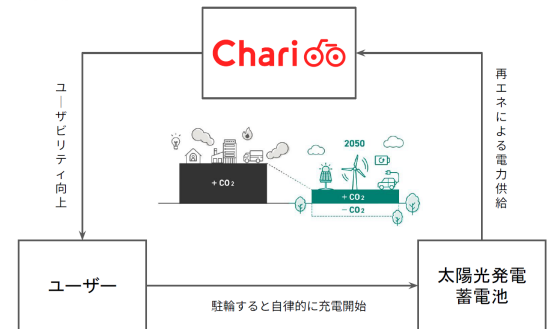 Chari
ユーザビリティ向上
再エネによる電力供給
2050
+ CO₂
+ CO₂
− CO₂
ユーザー
太陽光発電
蓄電池
駐輪すると自律的に充電開始